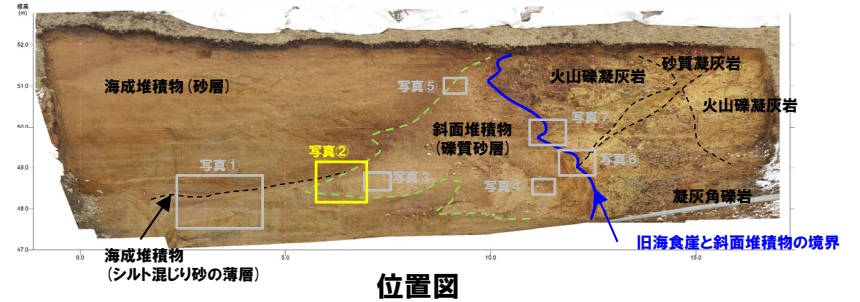 標高
(m)
52.0
51.0
50.0
49.0
48.0
47.0
0.0
5.0
10.0
15.0
海成堆積物(砂層)
写真⑤
火山礫凝灰岩
砂質凝灰岩
火山礫凝灰岩
斜面堆積物
(礫質砂層)
写真⑦
写真①
写真②
写真③
写真④
写真⑥
凝灰角礫岩
海成堆積物
(シルト混じり砂の薄層)
旧海食崖と斜面堆積物の境界
位置図